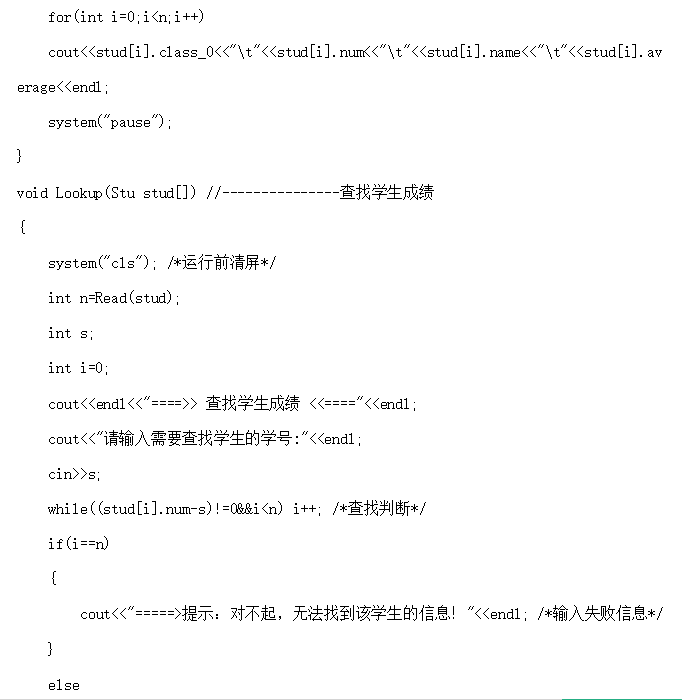 for(int i=0;i<n;i++)
cout<<stud[i].class_0<<"\t"<<stud[i].num<<"\t"<<stud[i].name<<"\t"<<stud[i].av
erage<<endl;
system("pause");
}
void Lookup(Stu stud[]) //---------------查找学生成绩
{
system("cls"); /*运行前清屏*/
int n=Read(stud);
int s;
int i=0;
cout<<endl<<"====>> 查找学生成绩 <<===="<<endl;
cout<<"请输入需要查找学生的学号:"<<endl;
cin>>s;
while((stud[i].num-s)!=0&&i<n) i++; /*查找判断*/
if(i==n)
{
cout<<"=====>提示：对不起，无法找到该学生的信息！"<<endl; /*输入失败信息*/
}
else